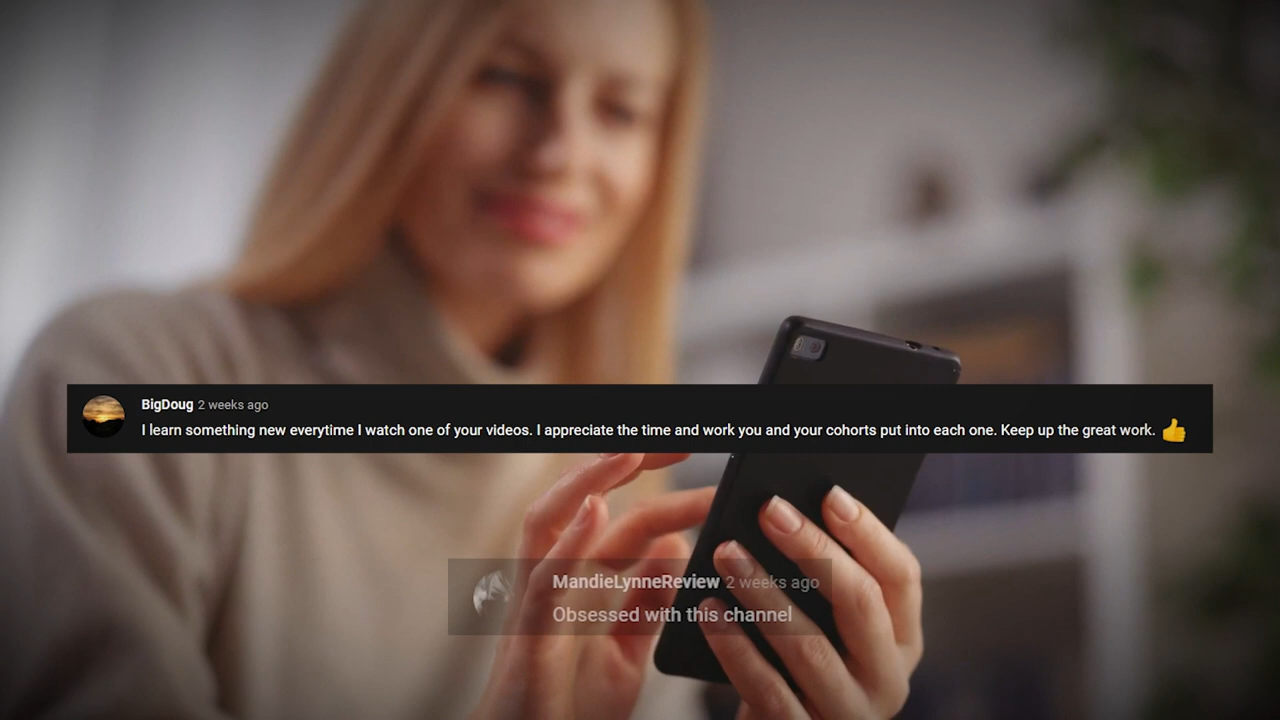 BigDoug 2 weeks ago
I learn something new everytime I watch one of your videos. I appreciate the time and work you and your cohorts put into each one. Keep up the great work. 👍
MandieLynneReview 2 weeks ago
Obsessed with this channel